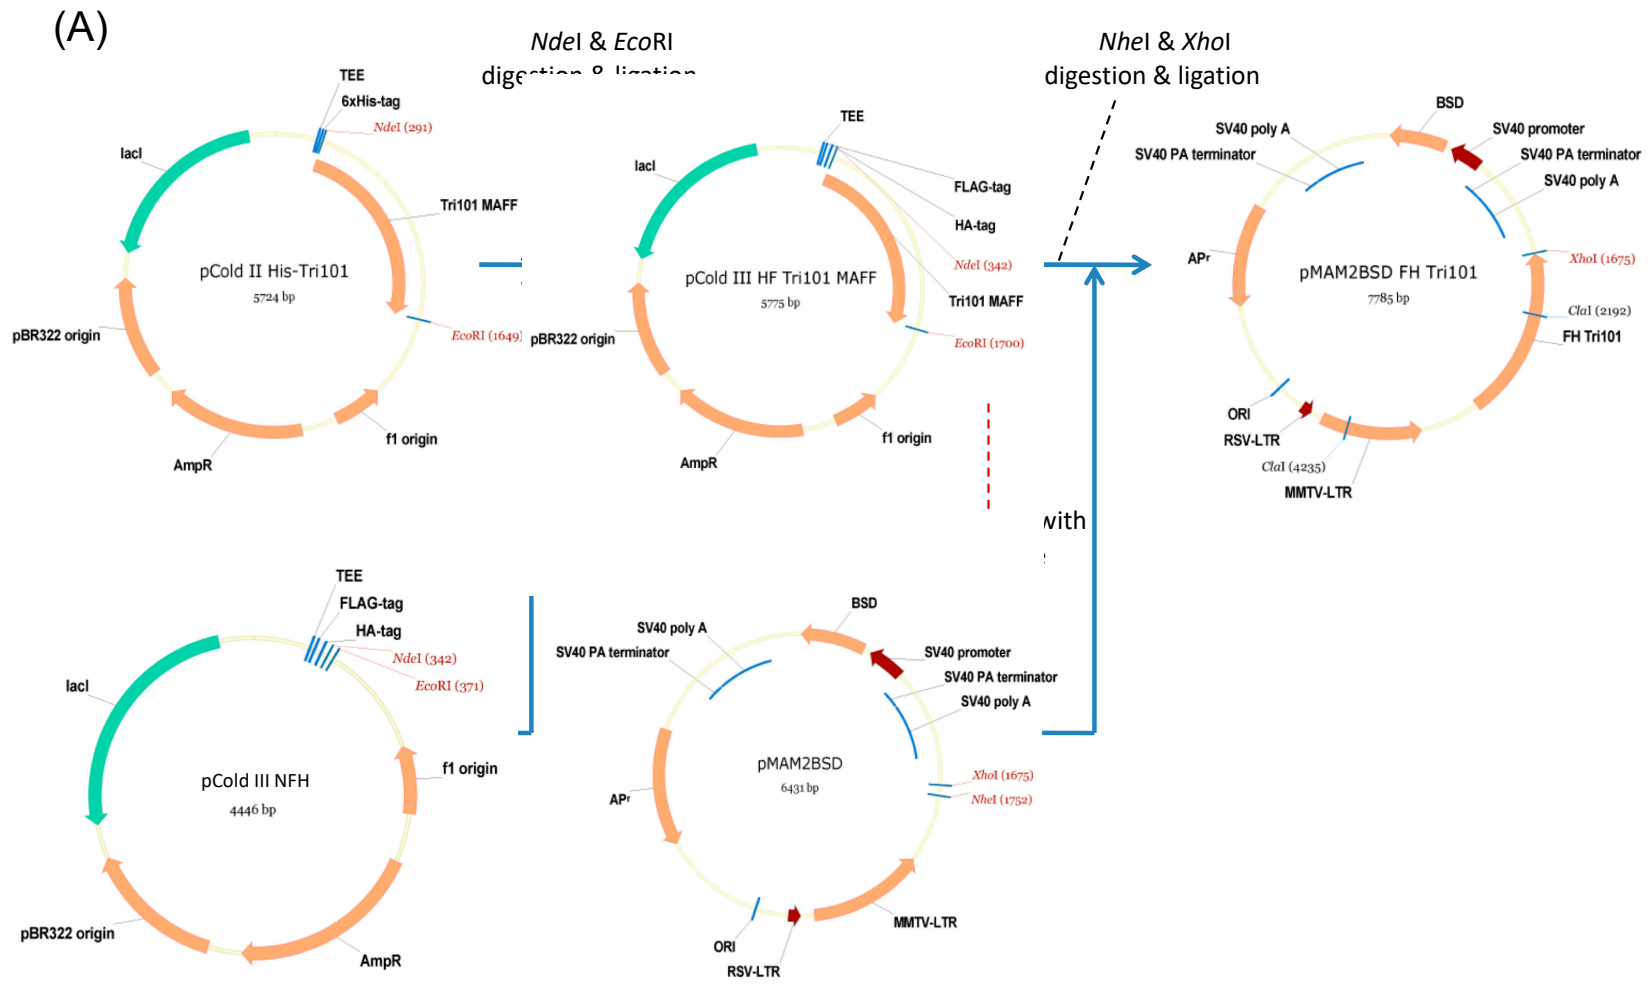 (A)
NdeI & EcoRI
digestion & ligation
NheI & XhoI
digestion & ligation
TEE
6xHis-tag
NdeI (291)
lacI
Tri101 MAFF
pCold II His-Tri101
5724 bp
pBR322 origin
EcoRI (1649)
f1 origin
AmpR
TEE
lacI
FLAG-tag
HA-tag
NdeI (342)
pCold III HF Tri101 MAFF
5775 bp
Tri101 MAFF
pBR322 origin
EcoRI (1700)
f1 origin
AmpR
BSD
SV40 poly A
SV40 promoter
SV40 PA terminator
SV40 PA terminator
SV40 poly A
APr
XhoI (1675)
pMAM2BSD FH Tri101
7785 bp
ClaI (2192)
FH Tri101
ORI
RSV-LTR
ClaI (4235)
MMTV-LTR
with
TEE
FLAG-tag
HA-tag
NdeI (342)
EcoRI (371)
lacI
f1 origin
pCold III NFH
4446 bp
pBR322 origin
AmpR
BSD
SV40 poly A
SV40 PA terminator
SV40 promoter
SV40 PA terminator
SV40 poly A
pMAM2BSD
6431 bp
XhoI (1675)
NheI (1752)
APr
MMTV-LTR
ORI
RSV-LTR